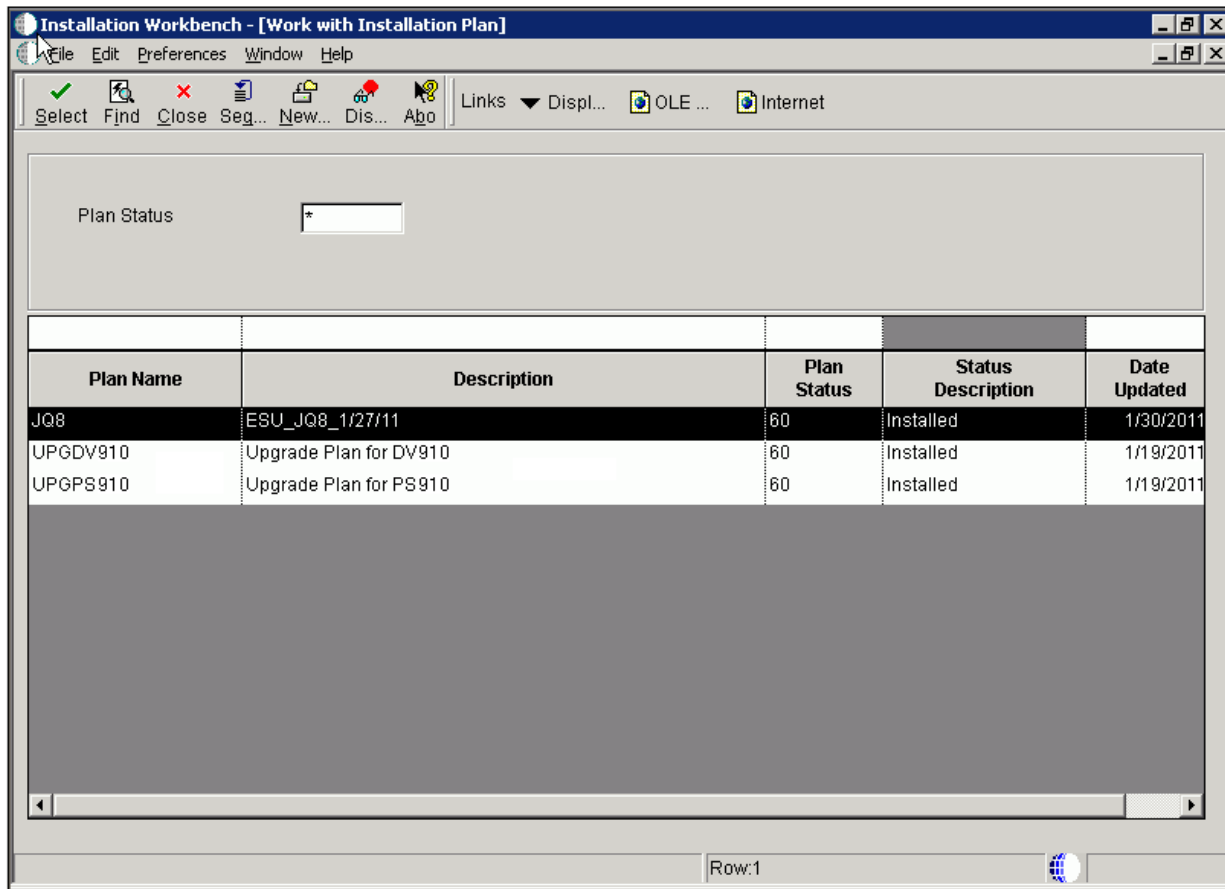 Installation Workbench - [Work with Installation Plan]
File Edit Preferences Window Help
Select Find Close Seq... New... Dis... Abo Links Displ... OLE ... Internet
Plan Status *
Plan Name Description Plan Status Status Description Date Updated
JQ8 ESU_JQ8_1/27/11 60 Installed 1/30/2011
UPGDV910 Upgrade Plan for DV910 60 Installed 1/19/2011
UPGPS910 Upgrade Plan for PS910 60 Installed 1/19/2011
Row:1